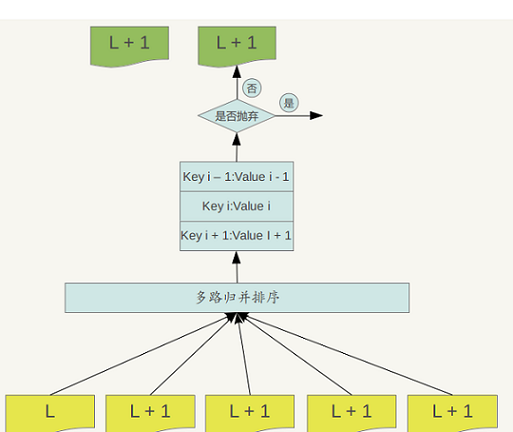 L + 1
L + 1
否
是
是否抛弃
Key i – 1:Value i - 1
Key i:Value i
Key i + 1:Value I + 1
多路归并排序
L
L + 1
L + 1
L + 1
L + 1